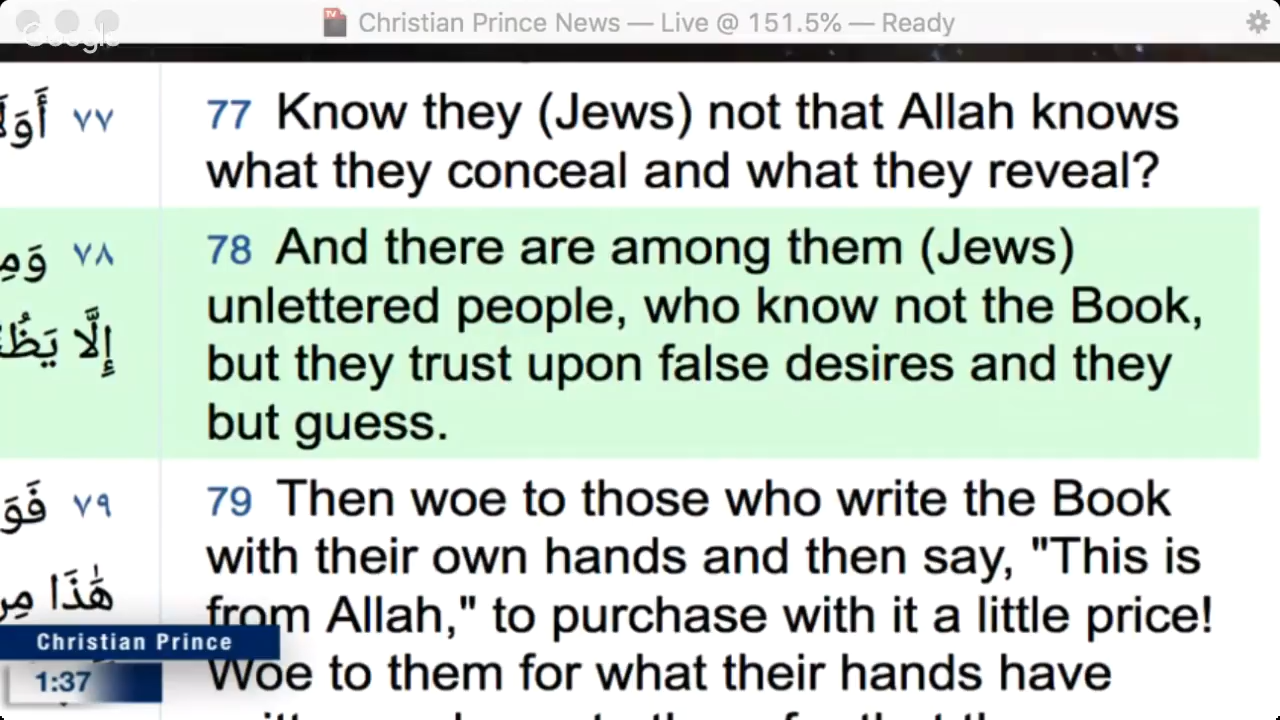 Christian Prince News — Live @ 151.5% — Ready
Google
٧٧
77 Know they (Jews) not that Allah knows
what they conceal and what they reveal?
٧٨
إِلَّا
78 And there are among them (Jews)
unlettered people, who know not the Book,
but they trust upon false desires and they
but guess.
٧٩
هَٰذَا
79 Then woe to those who write the Book
with their own hands and then say, "This is
from Allah," to purchase with it a little price!
Woe to them for what their hands have
Christian Prince
1:37